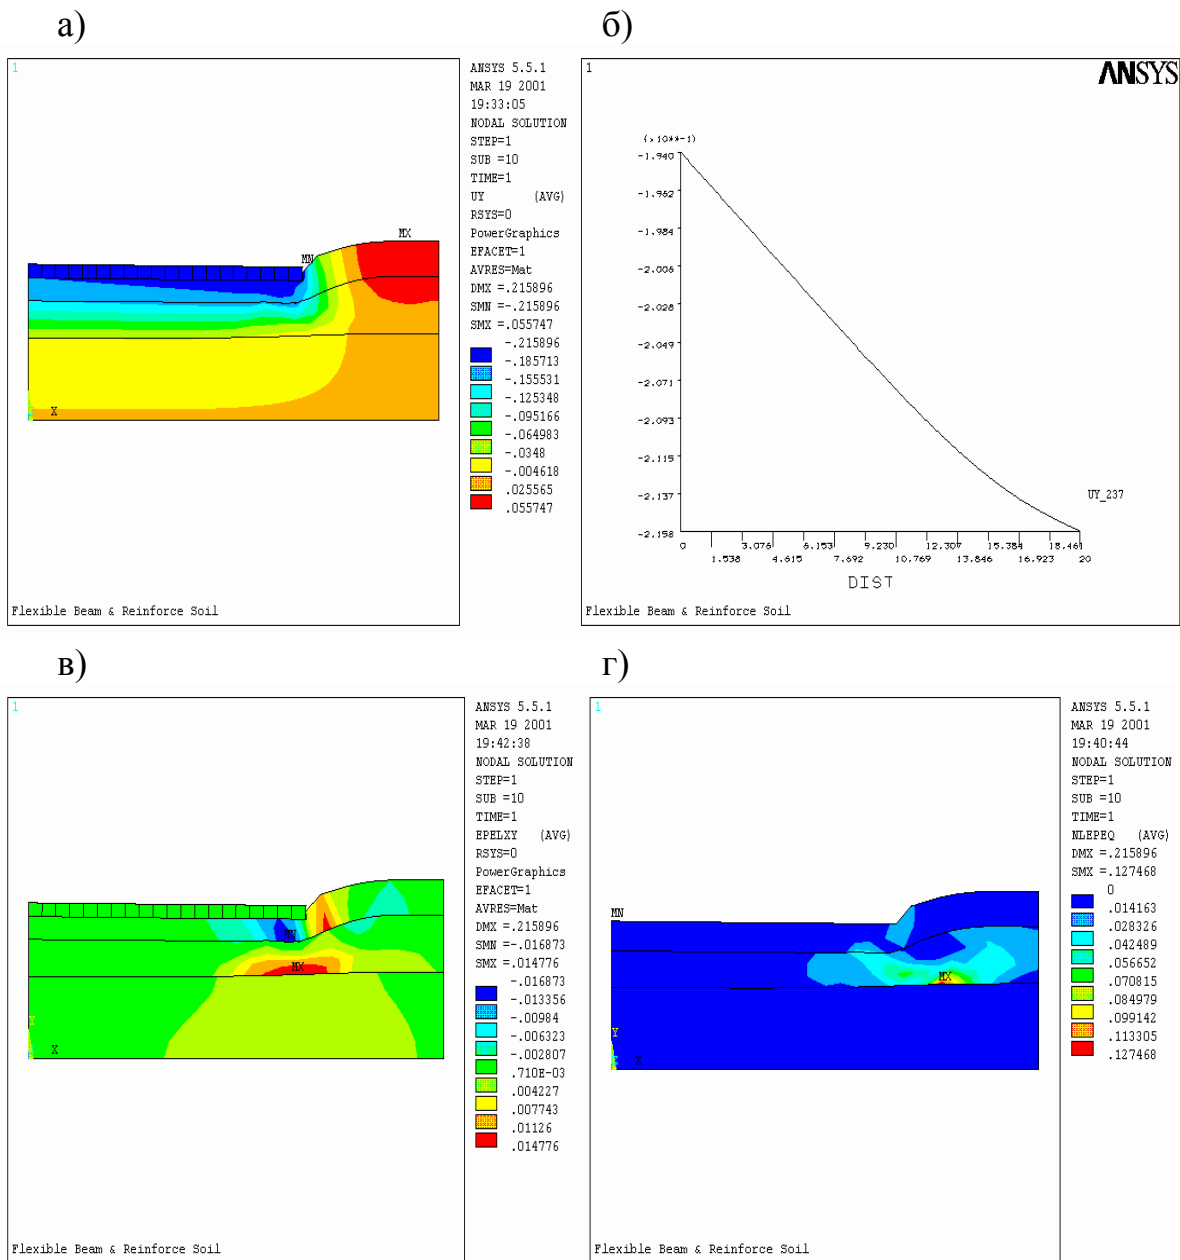 а)
б)
1
ANSYS 5.5.1
MAR 19 2001
19:33:05
NODAL SOLUTION
STEP=1
SUB =10
TIME=1
UY (AVG)
RSYS=0
PowerGraphics
EFACET=1
AVRES=Mat
DMX =.215896
SMN =-.215896
SMX =.055747
-.215896
-.185713
-.155531
-.125348
-.095166
-.064983
-.0348
-.004618
.025565
.055747
MX
MN
X
Flexible Beam & Reinforce Soil
1
ANSYS
(×10**-1)
-1.940
-1.962
-1.984
-2.006
-2.028
-2.049
-2.071
-2.093
-2.115
-2.137
-2.158
UY_237
0 3.076 6.153 9.230 12.307 15.384 18.461
1.538 4.615 7.692 10.769 13.846 16.923 20
DIST
Flexible Beam & Reinforce Soil
в)
г)
1
ANSYS 5.5.1
MAR 19 2001
19:42:38
NODAL SOLUTION
STEP=1
SUB =10
TIME=1
EPELXY (AVG)
RSYS=0
PowerGraphics
EFACET=1
AVRES=Mat
DMX =.215896
SMN =-.016873
SMX =.014776
-.016873
-.013356
-.00984
-.006323
-.002807
.710E-03
.004227
.007743
.01126
.014776
MN
MX
Y
X
Flexible Beam & Reinforce Soil
1
ANSYS 5.5.1
MAR 19 2001
19:40:44
NODAL SOLUTION
STEP=1
SUB =10
TIME=1
NLEPEQ (AVG)
DMX =.215896
SMX =.127468
0
.014163
.028326
.042489
.056652
.070815
.084979
.099142
.113305
.127468
MN
MX
Y
X
Flexible Beam & Reinforce Soil